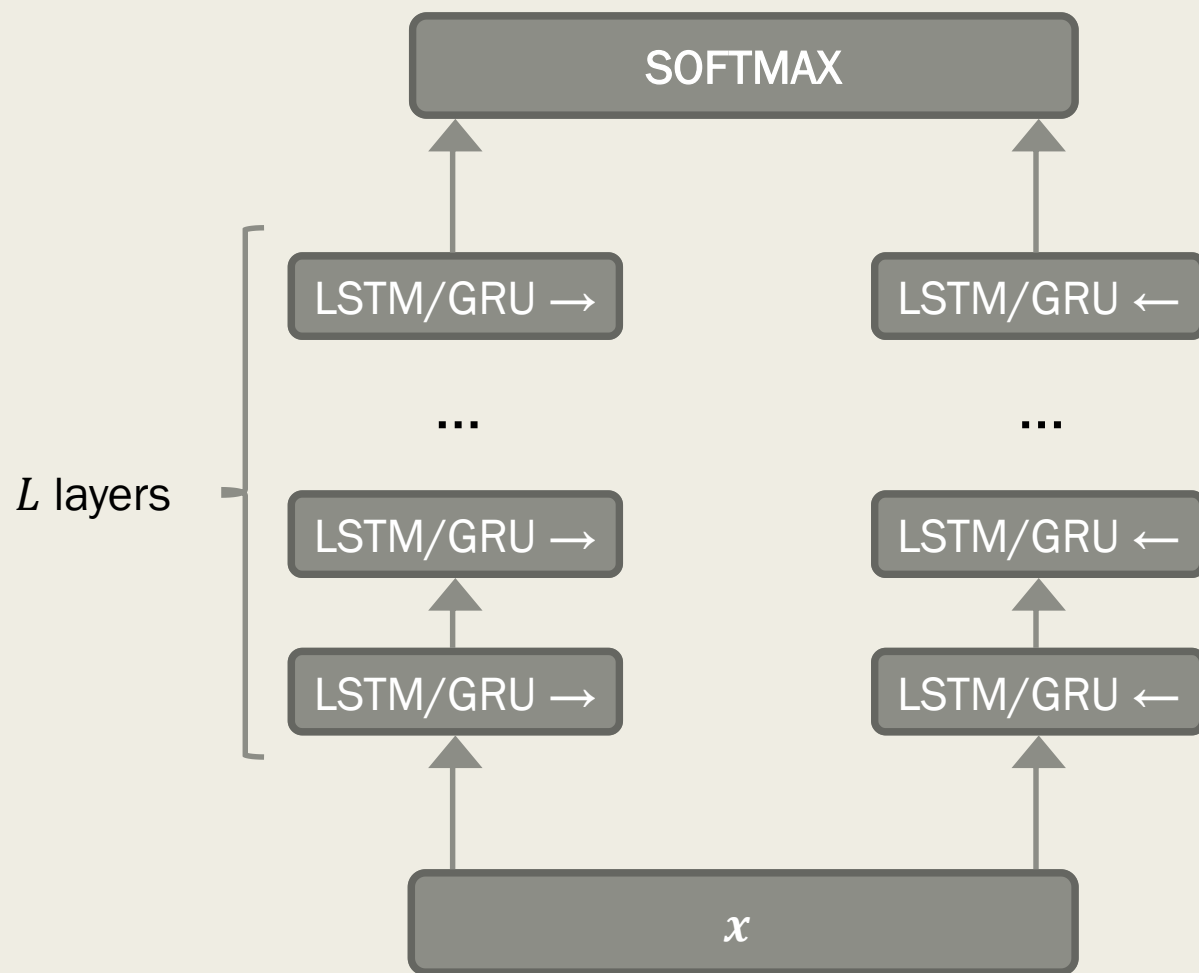 SOFTMAX
LSTM/GRU → LSTM/GRU ←
... ...
L layers
LSTM/GRU → LSTM/GRU ←
LSTM/GRU → LSTM/GRU ←
x